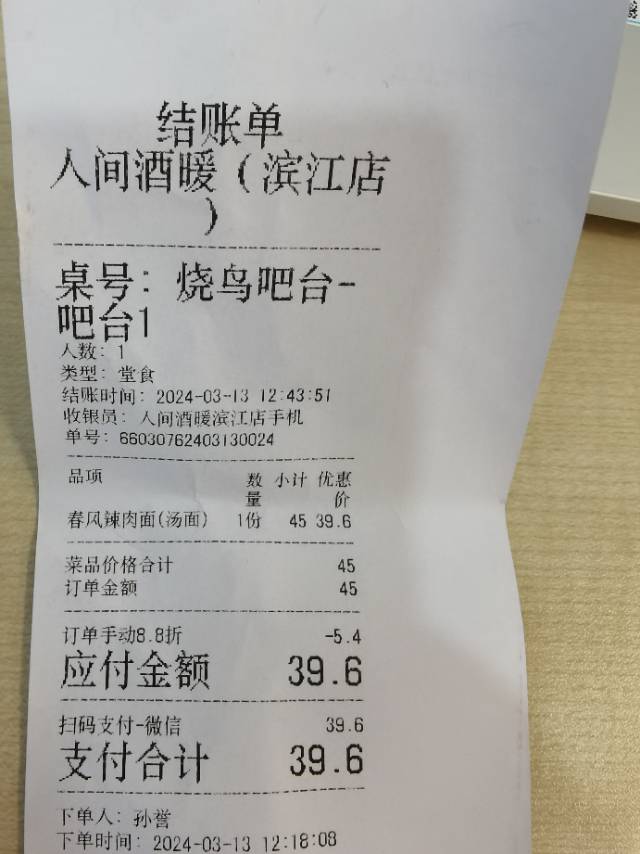 结账单
人间酒暖（滨江店
）
桌号：烧鸟吧台-
吧台1
人数：1
类型：堂食
结账时间：2024-03-13 12:43:51
收银员：人间酒暖滨江店手机
单号：66030762403130024
品项 数 小计 优惠
量 价
春风辣肉面(汤面) 1份 45 39.6
菜品价格合计 45
订单金额 45
订单手动8.8折 -5.4
应付金额 39.6
扫码支付-微信 39.6
支付合计 39.6
下单人：孙誉
下单时间：2024-03-13 12:18:08